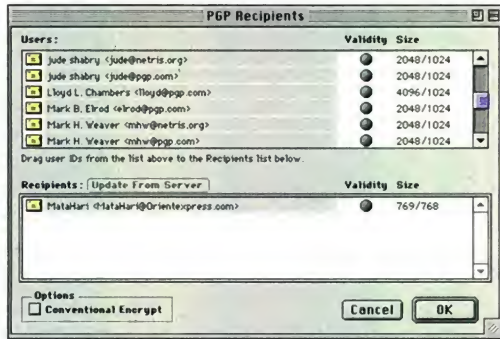 PGP Recipients
Users: Validity Size
jude shabry <jude@netris.org> 2048/1024
jude shabry <jude@pgp.com> 2048/1024
Lloyd L. Chambers <lloyd@pgp.com> 4096/1024
Mark B. Elrod <elrod@pgp.com> 2048/1024
Mark H. Weaver <mhw@netris.org> 2048/1024
Mark H. Weaver <mhw@pgp.com> 2048/1024
Drag user IDs from the list above to the Recipients list below.
Recipients: Update From Server Validity Size
MataHari <MataHari@Orientexpress.com> 769/768
Options
Conventional Encrypt
Cancel OK